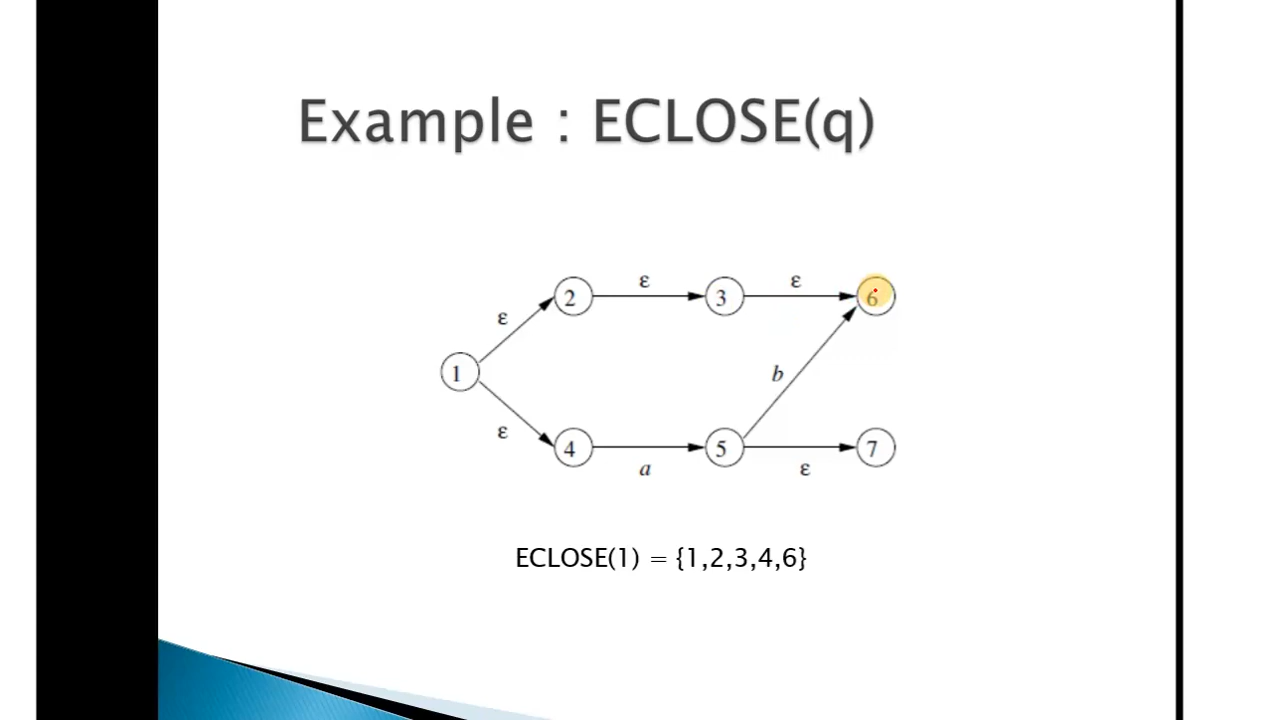 Example : ECLOSE(q)
ε ε
2 3 6
ε
1 b
ε
4 5 7
a ε
ECLOSE(1) = {1,2,3,4,6}